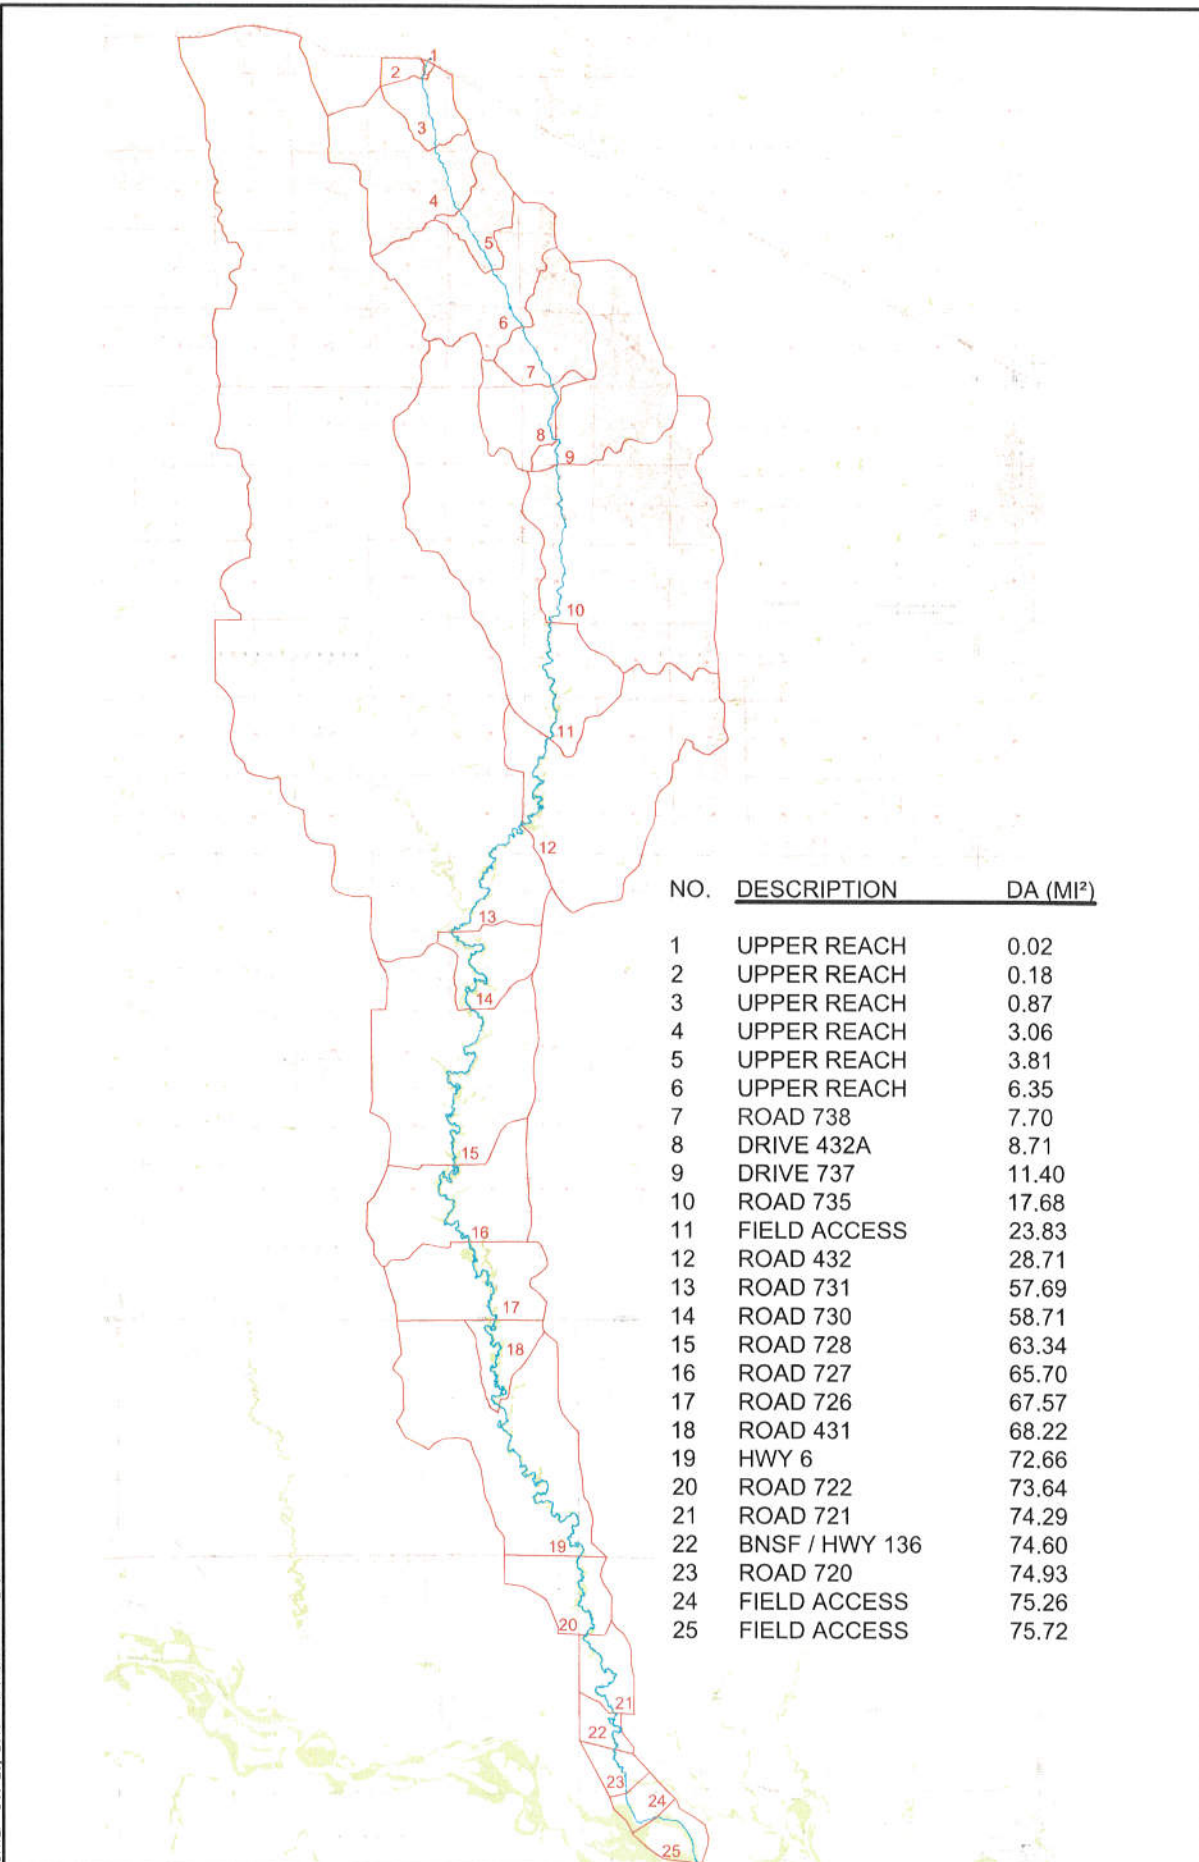 1
2
3
4
5
6
7
8
9
10
11
12
NO. DESCRIPTION DA (MI²)
13
1 UPPER REACH 0.02
2 UPPER REACH 0.18
3 UPPER REACH 0.87
14
4 UPPER REACH 3.06
5 UPPER REACH 3.81
6 UPPER REACH 6.35
7 ROAD 738 7.70
8 DRIVE 432A 8.71
15
9 DRIVE 737 11.40
10 ROAD 735 17.68
11 FIELD ACCESS 23.83
16
12 ROAD 432 28.71
13 ROAD 731 57.69
17
14 ROAD 730 58.71
15 ROAD 728 63.34
18
16 ROAD 727 65.70
17 ROAD 726 67.57
18 ROAD 431 68.22
19 HWY 6 72.66
20 ROAD 722 73.64
21 ROAD 721 74.29
22 BNSF / HWY 136 74.60
19
23 ROAD 720 74.93
24 FIELD ACCESS 75.26
25 FIELD ACCESS 75.72
20
21
22
23
24
25